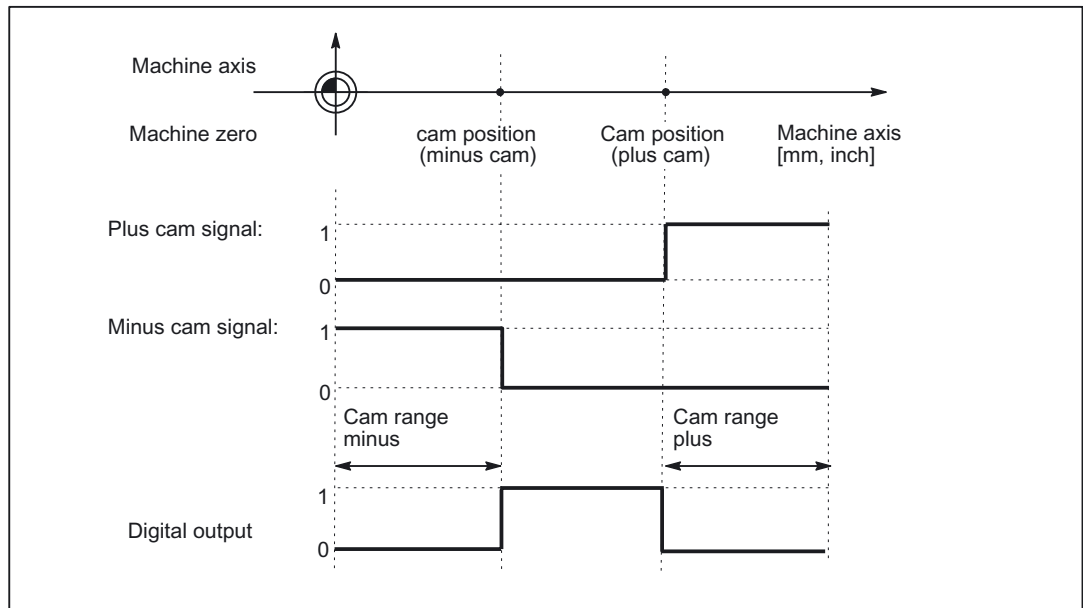 Machine axis
Machine zero
cam position
(minus cam)
Cam position
(plus cam)
Machine axis
[mm, inch]
Plus cam signal:
1
0
Minus cam signal:
1
0
Cam range
minus
Cam range
plus
Digital output
1
0